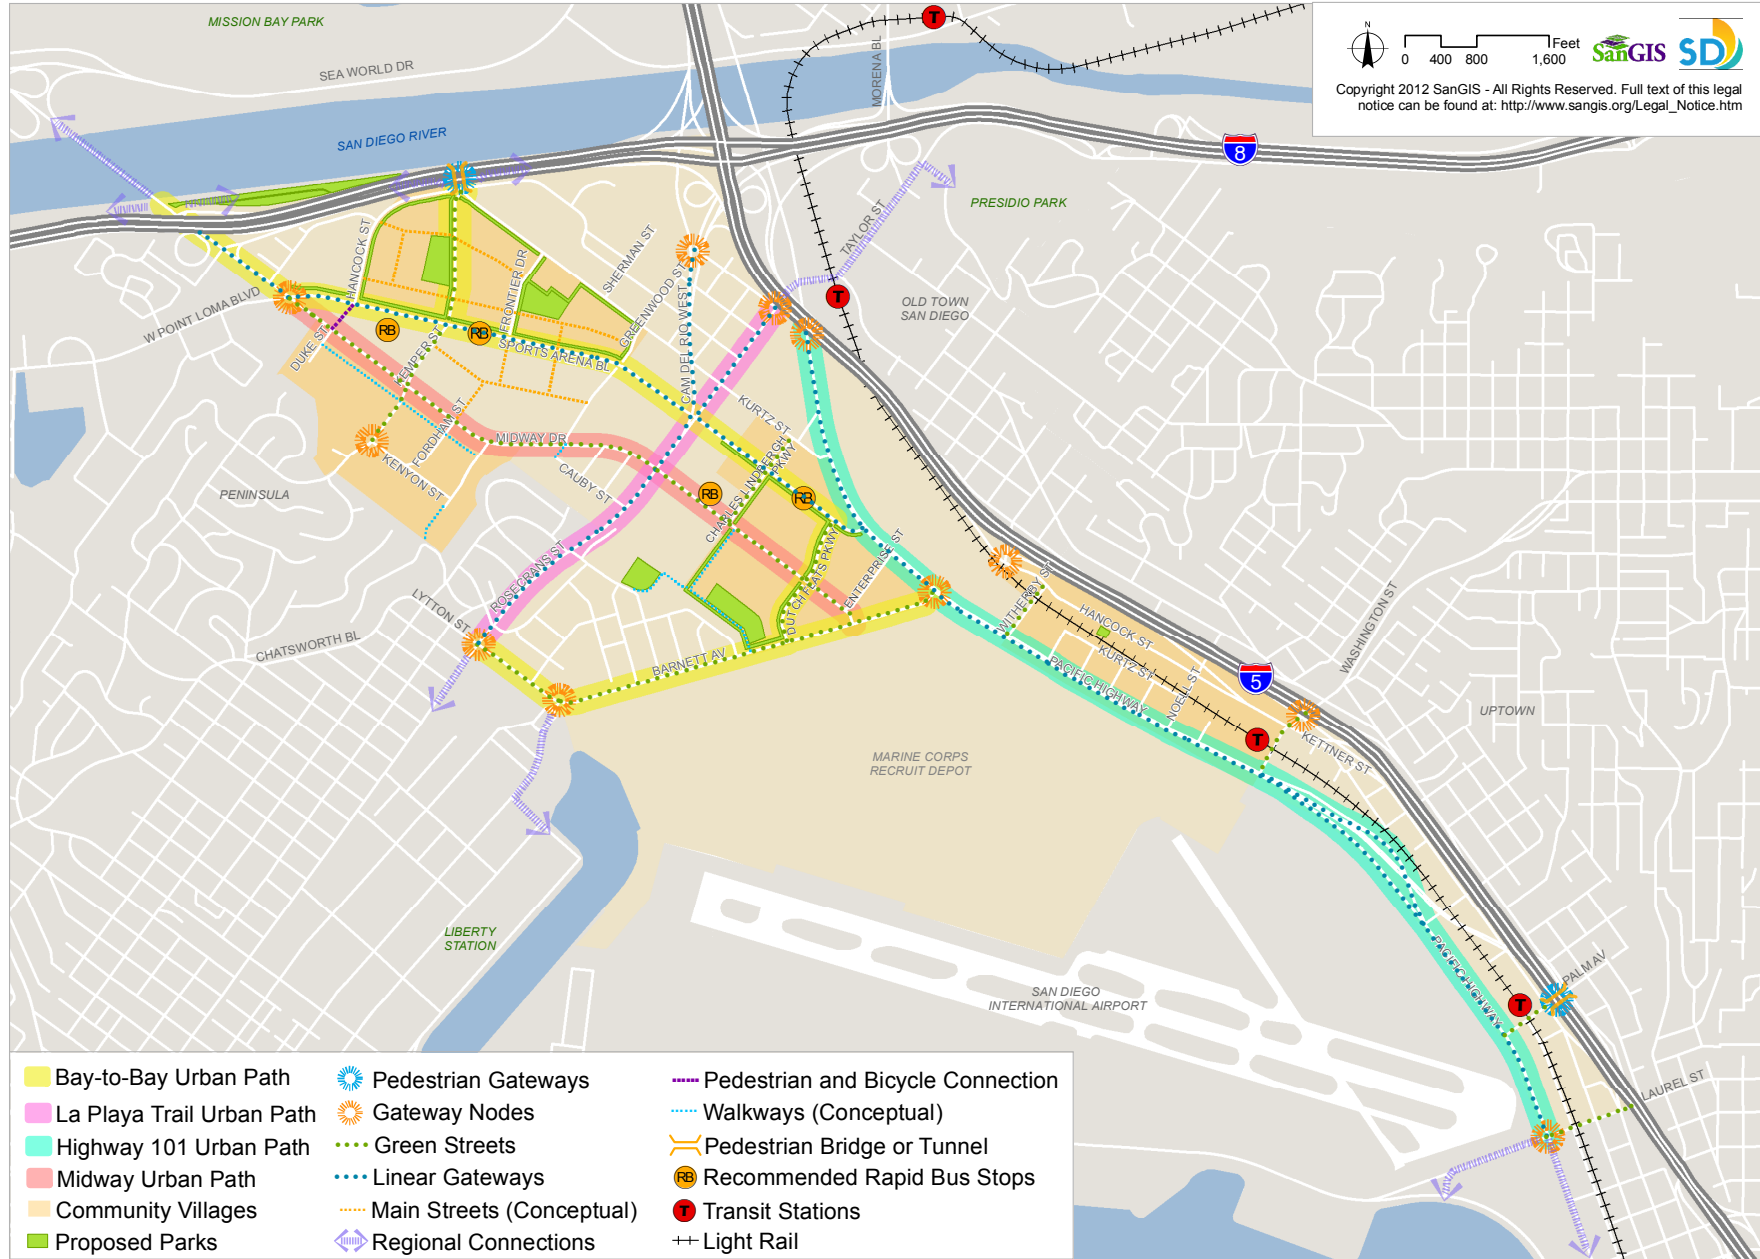 MISSION BAY PARK
SEA WORLD DR
SAN DIEGO RIVER
MORENA BL
T
N
0 400 800 1,600
Feet
SanGIS
SD
Copyright 2012 SanGIS - All Rights Reserved. Full text of this legal
notice can be found at: http://www.sangis.org/Legal_Notice.htm
8
PRESIDIO PARK
TAYLOR ST
OLD TOWN
SAN DIEGO
T
HANCOCK ST
W POINT LOMA BLVD
DUKE ST
RB
RB
KEMPER ST
FRONTIER DR
SHERMAN ST
GREENWOOD ST
SPORTS ARENA BL
CAM DEL RIO WEST
KURTZ ST
FORDHAM ST
KENYON ST
MIDWAY DR
CAUBY ST
PENINSULA
RB
RB
CHARLES LINDBERGH
PKWY
DUTCH FLATS PKWY
ENTERPRISE ST
ROSECRANS ST
LYTTON ST
CHATSWORTH BL
BARNETT AV
WITHERBY ST
HANCOCK ST
KURTZ ST
PACIFIC HIGHWAY
NOELL ST
WASHINGTON ST
5
T
KETTNER ST
UPTOWN
MARINE CORPS
RECRUIT DEPOT
LIBERTY
STATION
SAN DIEGO
INTERNATIONAL AIRPORT
PACIFIC HIGHWAY
T
PALM AV
LAUREL ST
Bay-to-Bay Urban Path
La Playa Trail Urban Path
Highway 101 Urban Path
Midway Urban Path
Community Villages
Proposed Parks
Pedestrian Gateways
Gateway Nodes
Green Streets
Linear Gateways
Main Streets (Conceptual)
Regional Connections
Pedestrian and Bicycle Connection
Walkways (Conceptual)
Pedestrian Bridge or Tunnel
RB Recommended Rapid Bus Stops
T Transit Stations
Light Rail